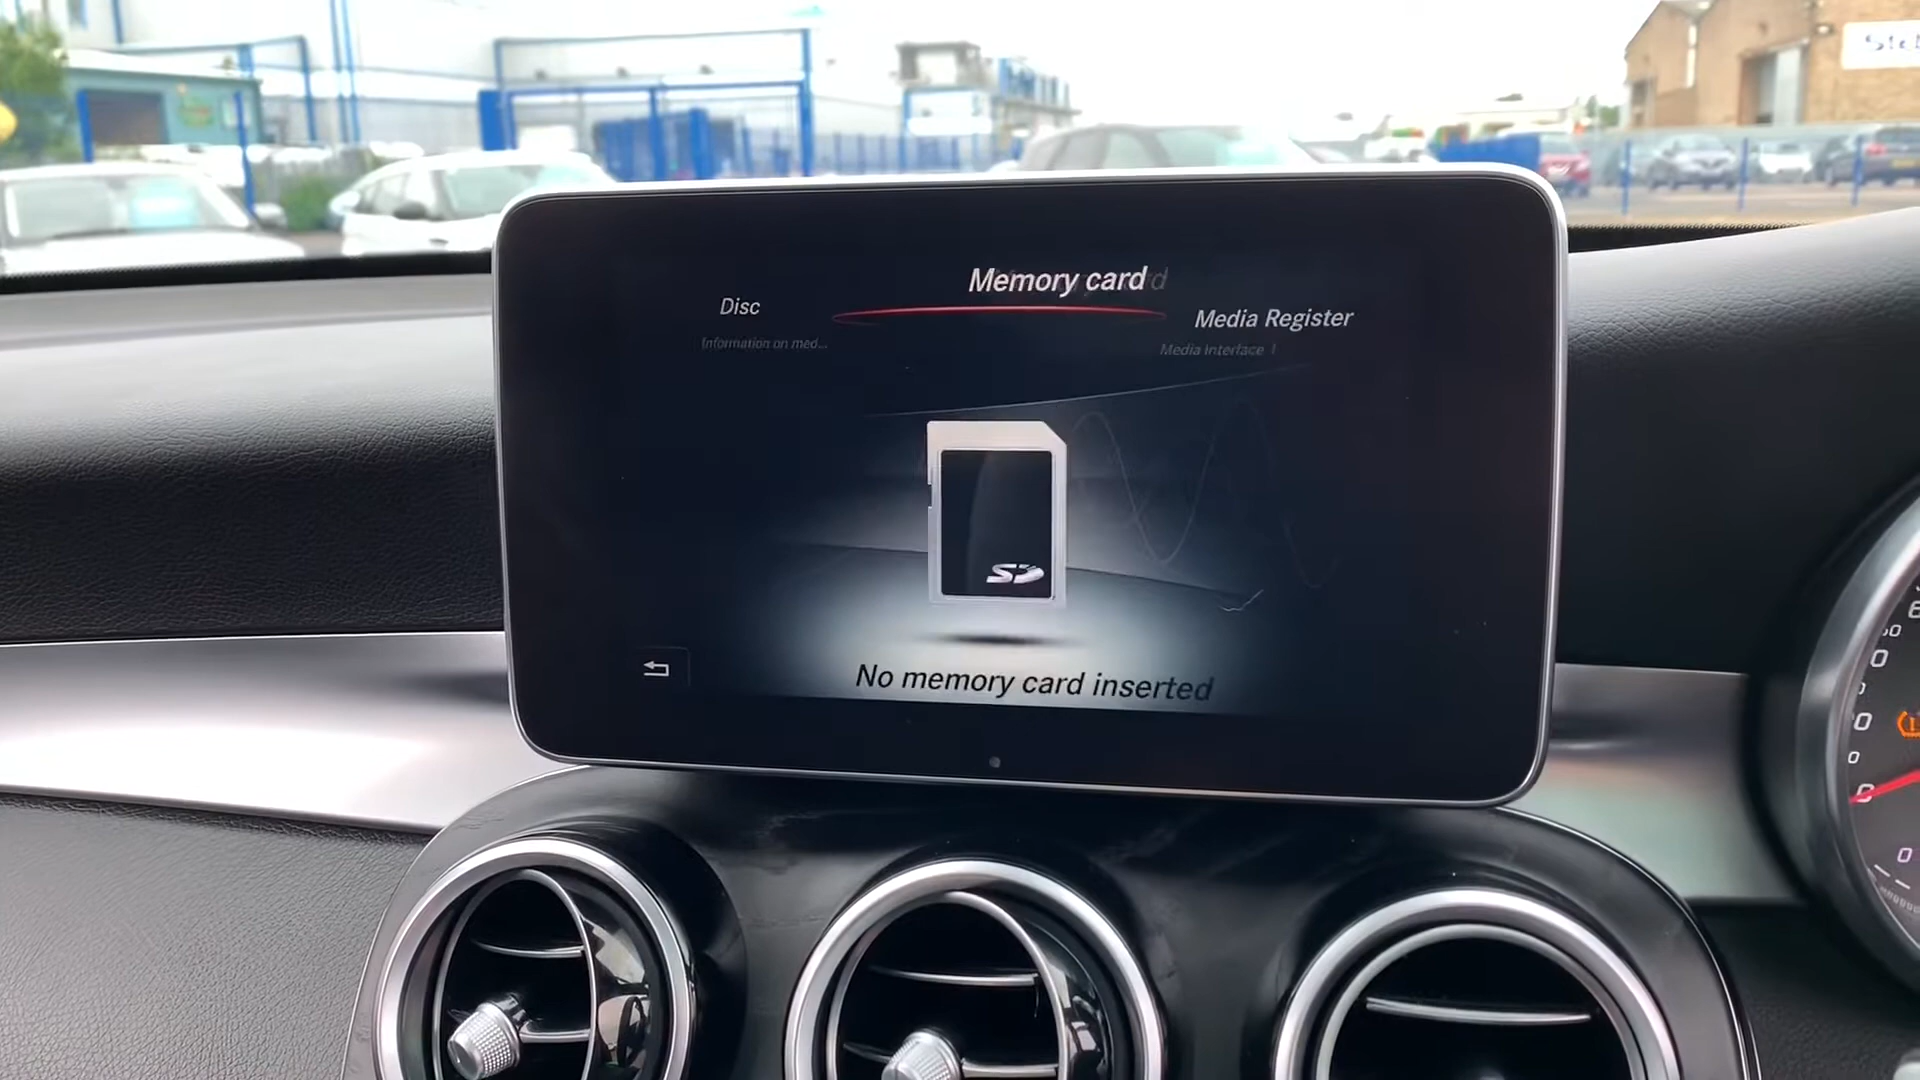 Memory card
Disc
Media Register
Information on med...
Media Interface 1
SD
No memory card inserted